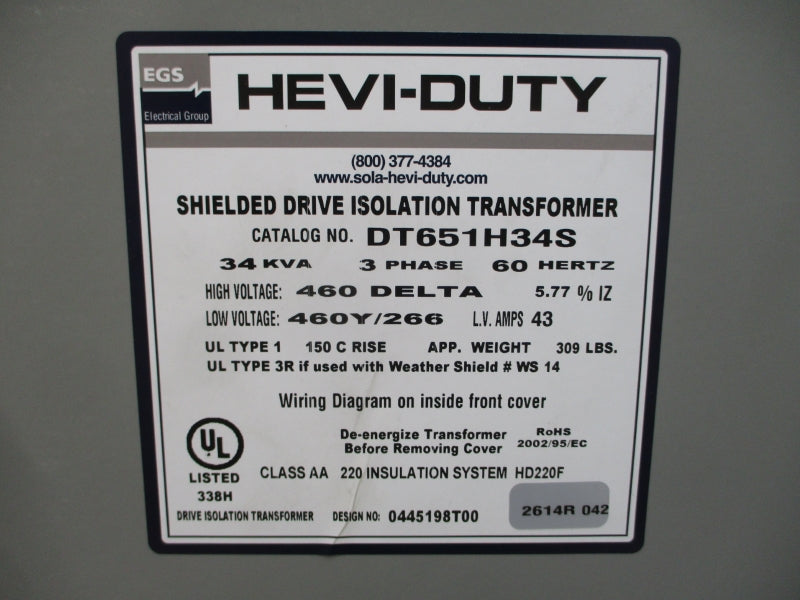 EGS
Electrical Group
HEVI-DUTY
(800) 377-4384
www.sola-hevi-duty.com
SHIELDED DRIVE ISOLATION TRANSFORMER
CATALOG NO. DT651H34S
34 KVA 3 PHASE 60 HERTZ
HIGH VOLTAGE: 460 DELTA 5.77 % IZ
LOW VOLTAGE: 460Y/266 L.V. AMPS 43
UL TYPE 1 150 C RISE APP. WEIGHT 309 LBS.
UL TYPE 3R if used with Weather Shield # WS 14
Wiring Diagram on inside front cover
De-energize Transformer
Before Removing Cover
RoHS
2002/95/EC
UL
LISTED
338H
CLASS AA 220 INSULATION SYSTEM HD220F
DRIVE ISOLATION TRANSFORMER DESIGN NO: 0445198T00
2614R 042